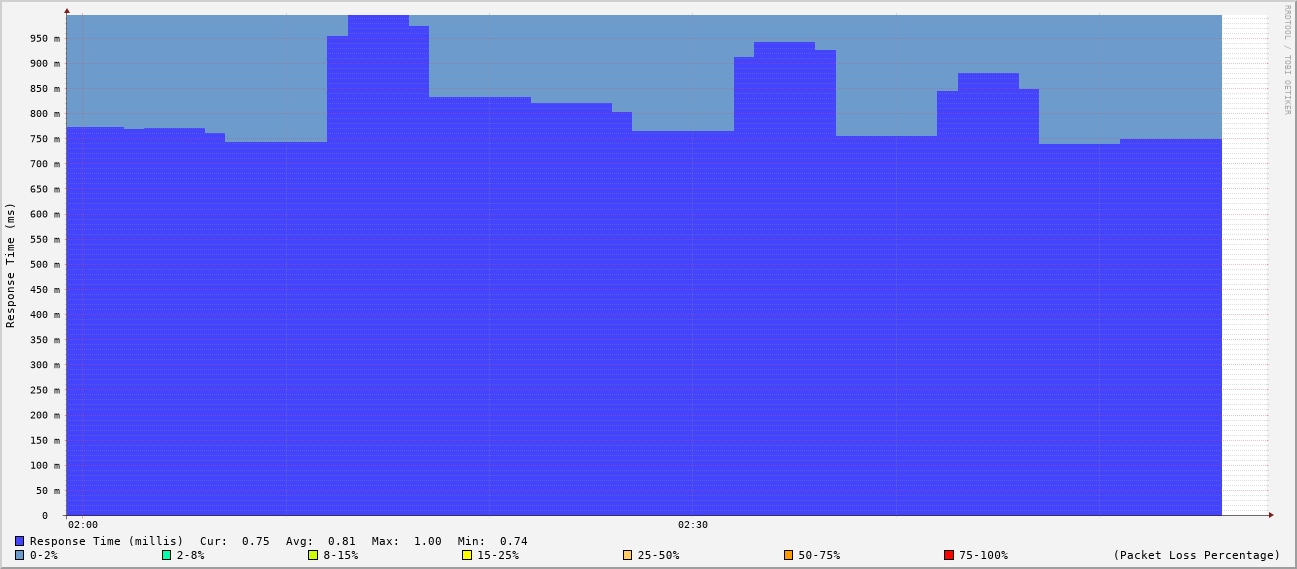 RRDTOOL / TOBI OETIKER
Response Time (ms)
950 m
900 m
850 m
800 m
750 m
700 m
650 m
600 m
550 m
500 m
450 m
400 m
350 m
300 m
250 m
200 m
150 m
100 m
50 m
0
02:00 02:30
Response Time (millis) Cur: 0.75 Avg: 0.81 Max: 1.00 Min: 0.74
0-2% 2-8% 8-15% 15-25% 25-50% 50-75% 75-100% (Packet Loss Percentage)